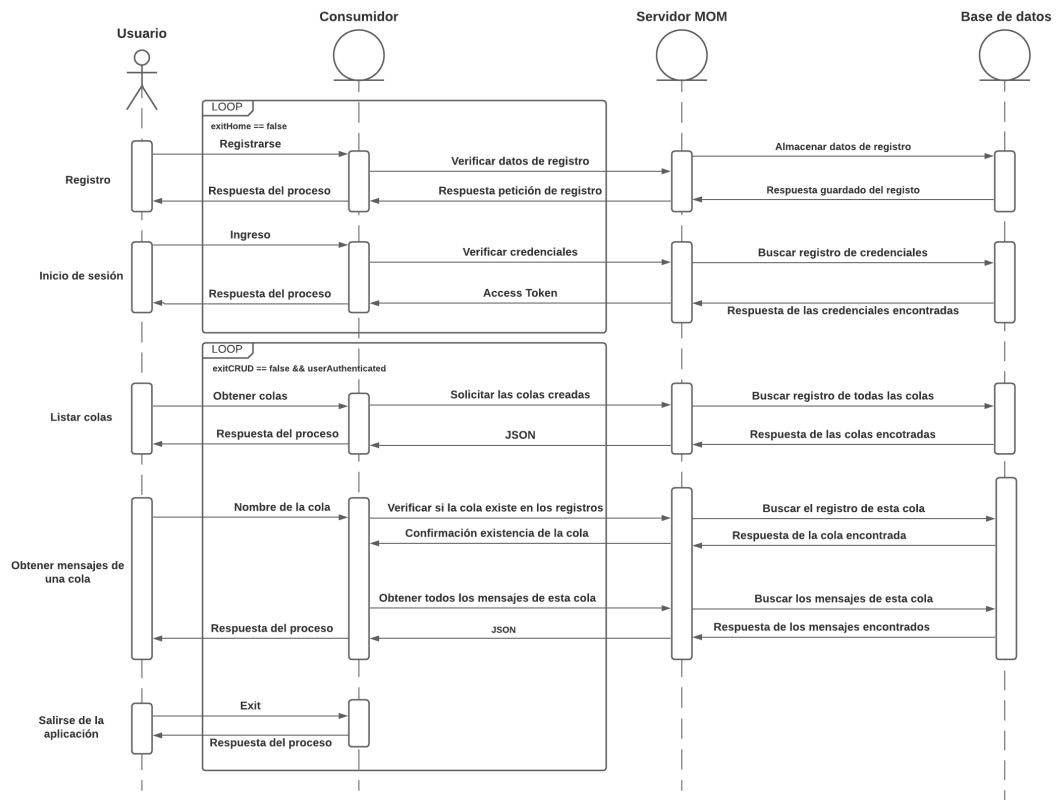 Consumidor
Servidor MOM
Base de datos
Usuario
LOOP
exitHome == false
Registrarse
Almacenar datos de registro
Verificar datos de registro
Registro
Respuesta del proceso
Respuesta petición de registro
Respuesta guardado del registo
Ingreso
Verificar credenciales
Buscar registro de credenciales
Inicio de sesión
Respuesta del proceso
Access Token
Respuesta de las credenciales encontradas
LOOP
exitCRUD == false && userAuthenticated
Obtener colas
Solicitar las colas creadas
Buscar registro de todas las colas
Listar colas
Respuesta del proceso
JSON
Respuesta de las colas encotradas
Nombre de la cola
Verificar si la cola existe en los registros
Buscar el registro de esta cola
Confirmación existencia de la cola
Respuesta de la cola encontrada
Obtener mensajes de
una cola
Obtener todos los mensajes de esta cola
Buscar los mensajes de esta cola
Respuesta del proceso
JSON
Respuesta de los mensajes encontrados
Exit
Salirse de la
aplicación
Respuesta del proceso